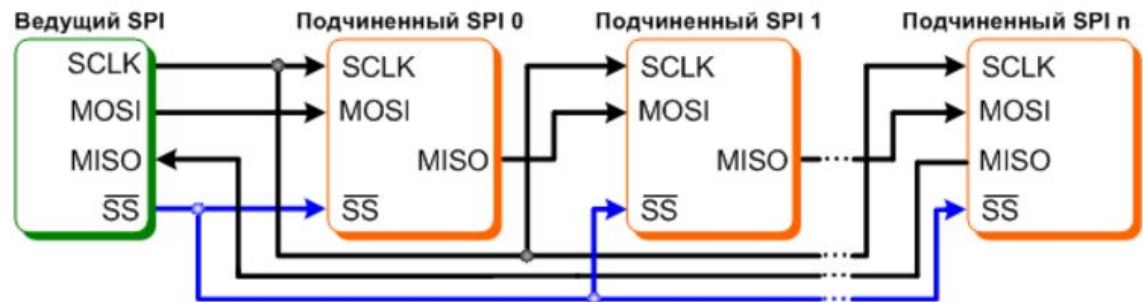 Ведущий SPI
SCLK
MOSI
MISO
SS
Подчиненный SPI 0
SCLK
MOSI
MISO
SS
Подчиненный SPI 1
SCLK
MOSI
MISO
SS
Подчиненный SPI n
SCLK
MOSI
MISO
SS